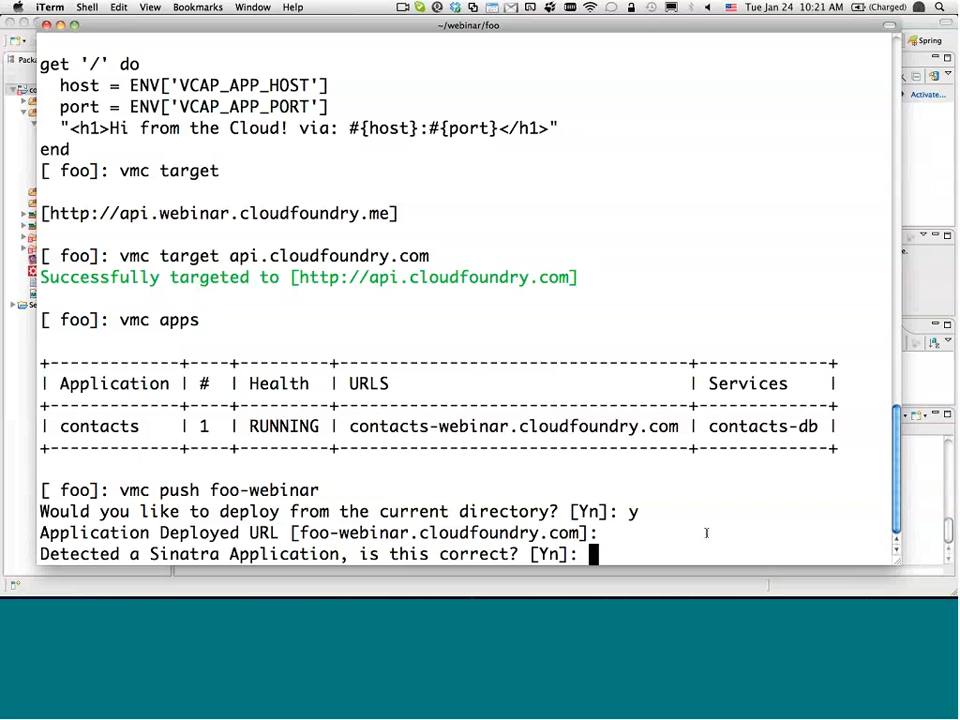 iTerm Shell Edit View Bookmarks Window Help Tue Jan 24 10:21 AM (Charged)
~/webinar/foo
Spring
Packa
Activate...
get '/' do
host = ENV['VCAP_APP_HOST']
port = ENV['VCAP_APP_PORT']
"<h1>Hi from the Cloud! via: #{host}:#{port}</h1>"
end
[ foo]: vmc target
[http://api.webinar.cloudfoundry.me]
[ foo]: vmc target api.cloudfoundry.com
Successfully targeted to [http://api.cloudfoundry.com]
[ foo]: vmc apps
+-------------+----+---------+-----------------------------------+-------------+
| Application | # | Health | URLS | Services |
+-------------+----+---------+-----------------------------------+-------------+
| contacts | 1 | RUNNING | contacts-webinar.cloudfoundry.com | contacts-db |
+-------------+----+---------+-----------------------------------+-------------+
[ foo]: vmc push foo-webinar
Would you like to deploy from the current directory? [Yn]: y
Application Deployed URL [foo-webinar.cloudfoundry.com]:
Detected a Sinatra Application, is this correct? [Yn]: